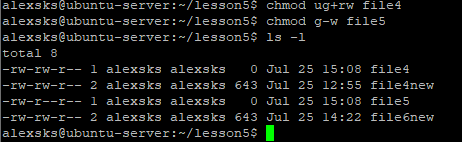 alexsks@ubuntu-server:~/lesson5$ chmod ug+rw file4
alexsks@ubuntu-server:~/lesson5$ chmod g-w file5
alexsks@ubuntu-server:~/lesson5$ ls -l
total 8
-rw-rw-r-- 1 alexsks alexsks   0 Jul 25 15:08 file4
-rw-rw-r-- 2 alexsks alexsks 643 Jul 25 12:55 file4new
-rw-r--r-- 1 alexsks alexsks   0 Jul 25 15:08 file5
-rw-rw-r-- 2 alexsks alexsks 643 Jul 25 14:22 file6new
alexsks@ubuntu-server:~/lesson5$